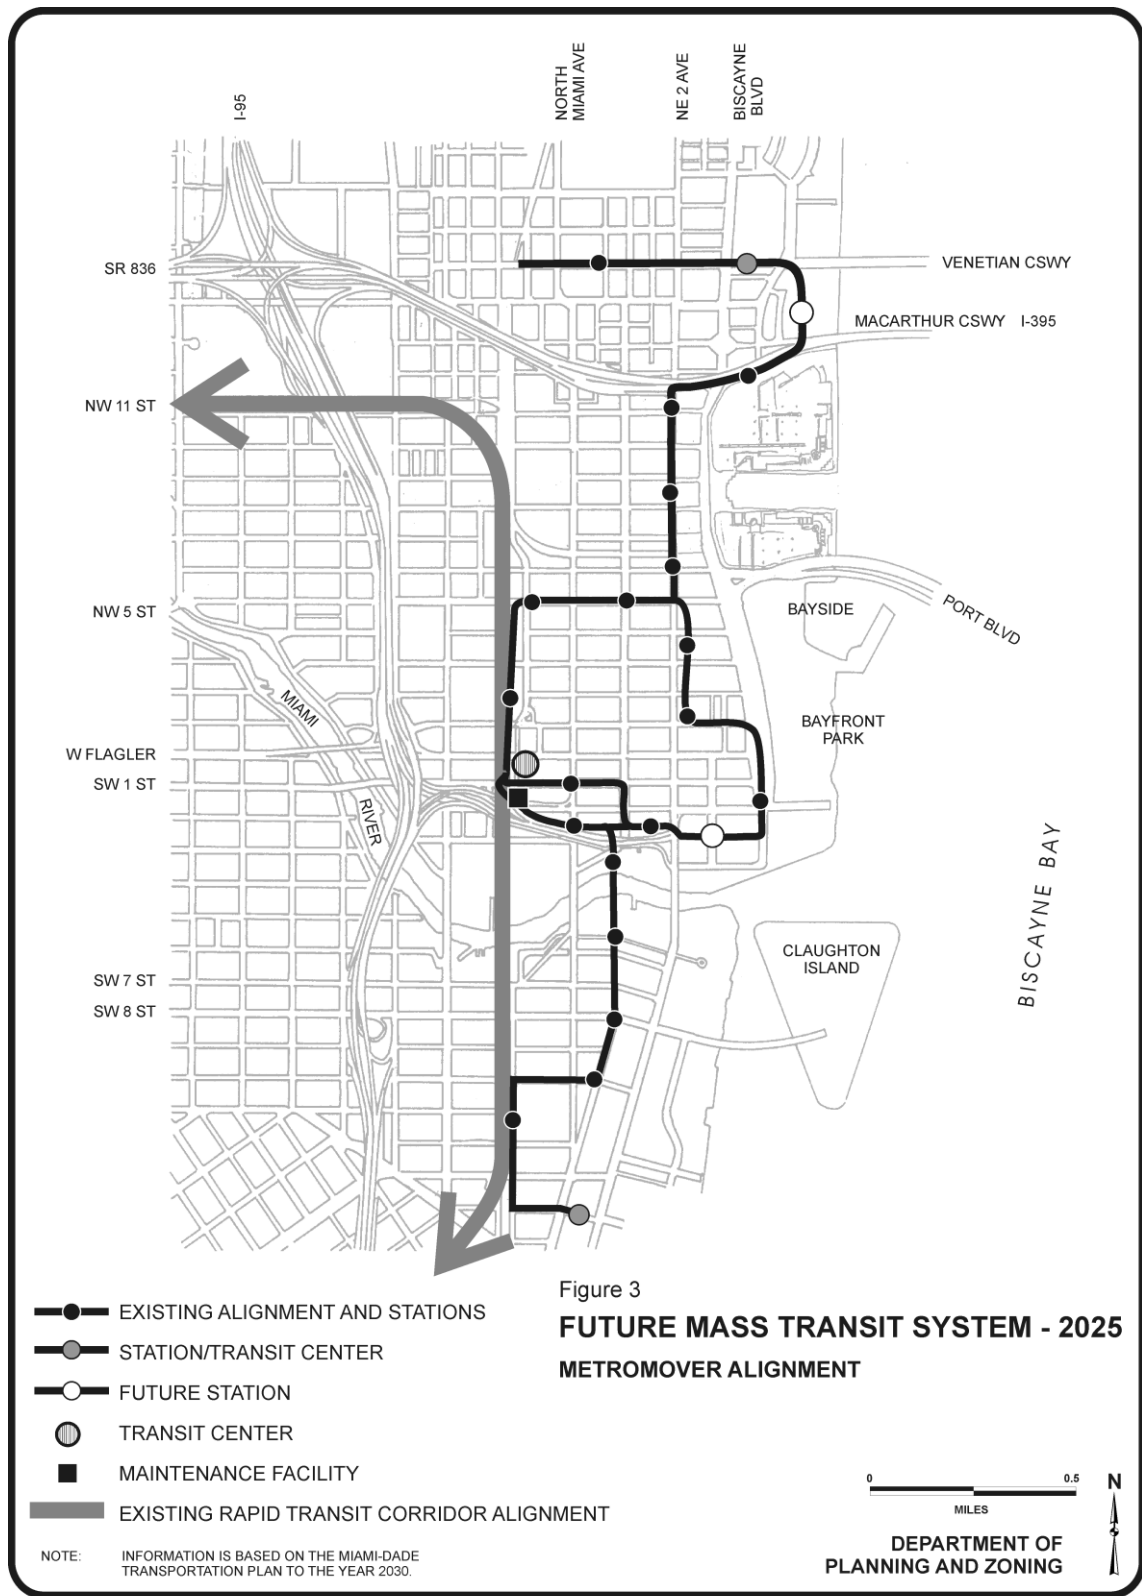 I-95
NORTH
MIAMI AVE
NE 2 AVE
BISCAYNE
BLVD
SR 836
VENETIAN CSWY
MACARTHUR CSWY I-395
NW 11 ST
NW 5 ST
BAYSIDE
PORT BLVD
MIAMI
RIVER
BAYFRONT
PARK
W FLAGLER
SW 1 ST
BISCAYNE BAY
CLAUGHTON
ISLAND
SW 7 ST
SW 8 ST
Figure 3
FUTURE MASS TRANSIT SYSTEM - 2025
METROMOVER ALIGNMENT
EXISTING ALIGNMENT AND STATIONS
STATION/TRANSIT CENTER
FUTURE STATION
TRANSIT CENTER
MAINTENANCE FACILITY
EXISTING RAPID TRANSIT CORRIDOR ALIGNMENT
NOTE: INFORMATION IS BASED ON THE MIAMI-DADE
TRANSPORTATION PLAN TO THE YEAR 2030.
0 0.5
MILES
N
DEPARTMENT OF
PLANNING AND ZONING